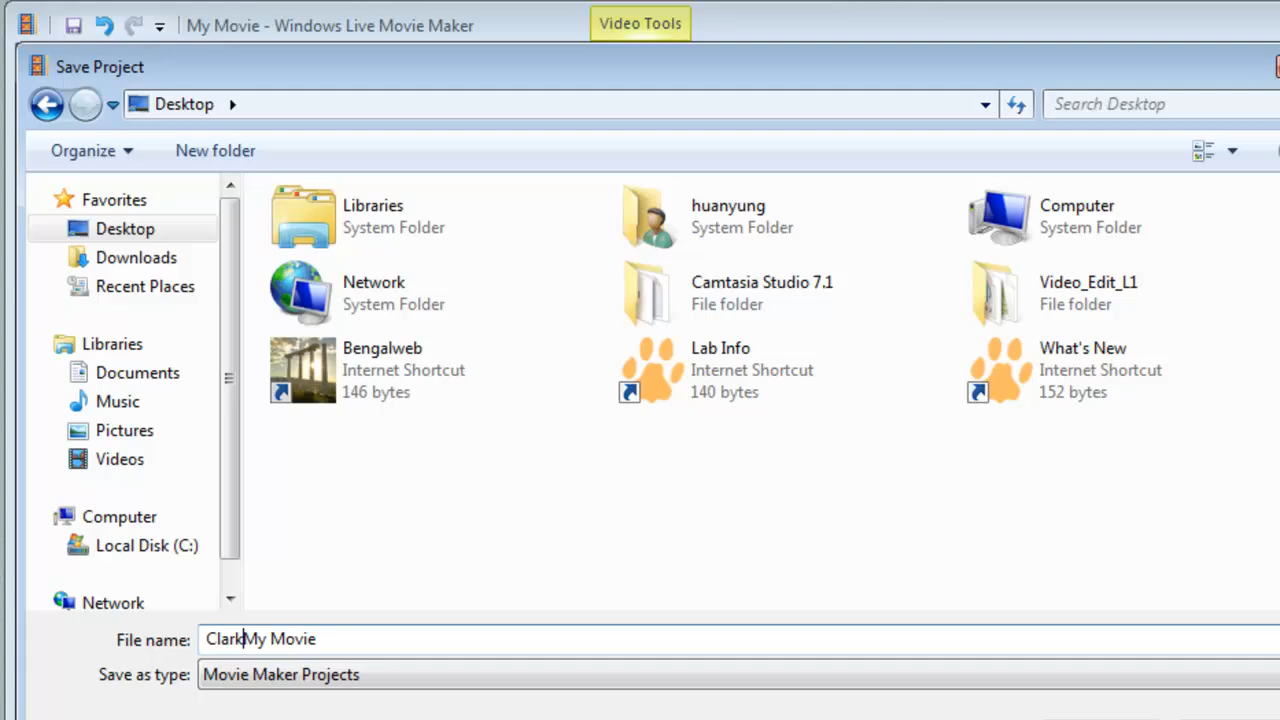 My Movie - Windows Live Movie Maker
Video Tools
Save Project
Desktop
Search Desktop
Organize
New folder
Favorites
Desktop
Downloads
Recent Places
Libraries
Documents
Music
Pictures
Videos
Computer
Local Disk (C:)
Network
Libraries
System Folder
huanyung
System Folder
Computer
System Folder
Network
System Folder
Camtasia Studio 7.1
File folder
Video_Edit_L1
File folder
Bengalweb
Internet Shortcut
146 bytes
Lab Info
Internet Shortcut
140 bytes
What's New
Internet Shortcut
152 bytes
File name: ClarkMy Movie
Save as type: Movie Maker Projects